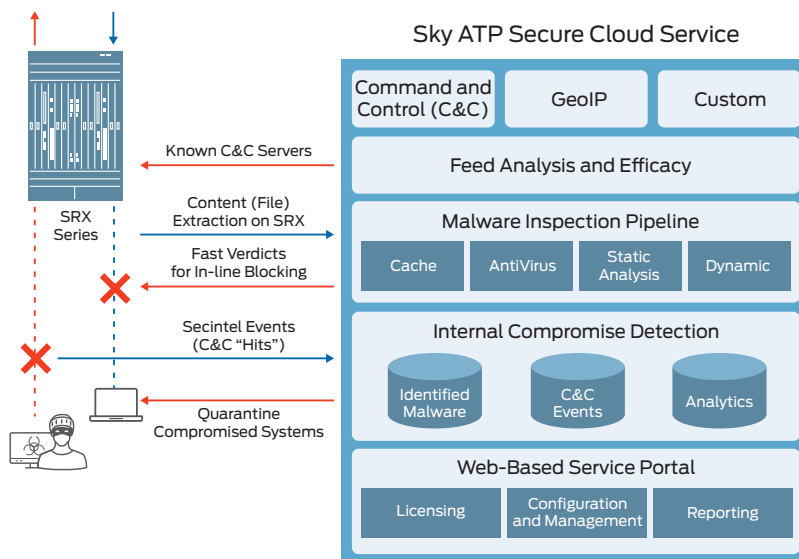 Sky ATP Secure Cloud Service
Command and
Control (C&C)
GeoIP
Custom
Known C&C Servers
Feed Analysis and Efficacy
SRX
Series
Content (File)
Extraction on SRX
Fast Verdicts
for In-line Blocking
Malware Inspection Pipeline
Cache
AntiVirus
Static
Analysis
Dynamic
Secintel Events
(C&C “Hits”)
Quarantine
Compromised Systems
Internal Compromise Detection
Identified
Malware
C&C
Events
Analytics
Web-Based Service Portal
Licensing
Configuration
and Management
Reporting